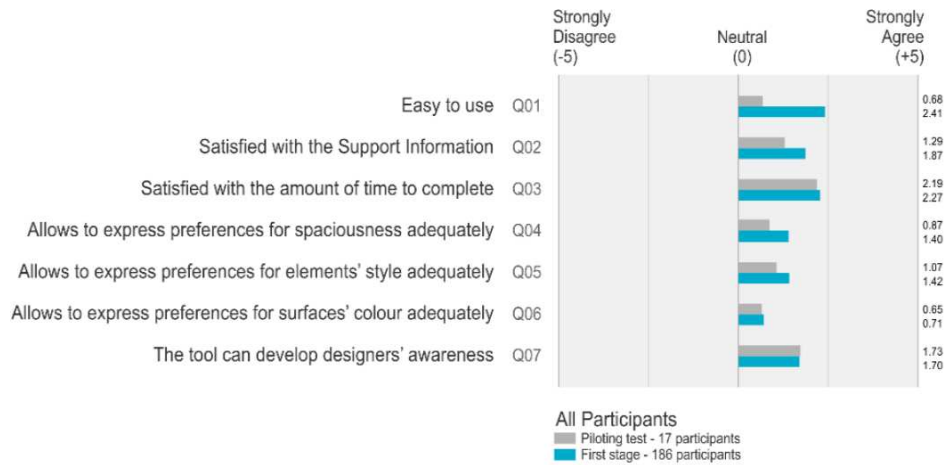 Strongly Disagree (-5)
Neutral (0)
Strongly Agree (+5)
Easy to use Q01
0.68
2.41
Satisfied with the Support Information Q02
1.29
1.87
Satisfied with the amount of time to complete Q03
2.19
2.27
Allows to express preferences for spaciousness adequately Q04
0.87
1.40
Allows to express preferences for elements' style adequately Q05
1.07
1.42
Allows to express preferences for surfaces' colour adequately Q06
0.65
0.71
The tool can develop designers' awareness Q07
1.73
1.70
All Participants
Piloting test - 17 participants
First stage - 186 participants